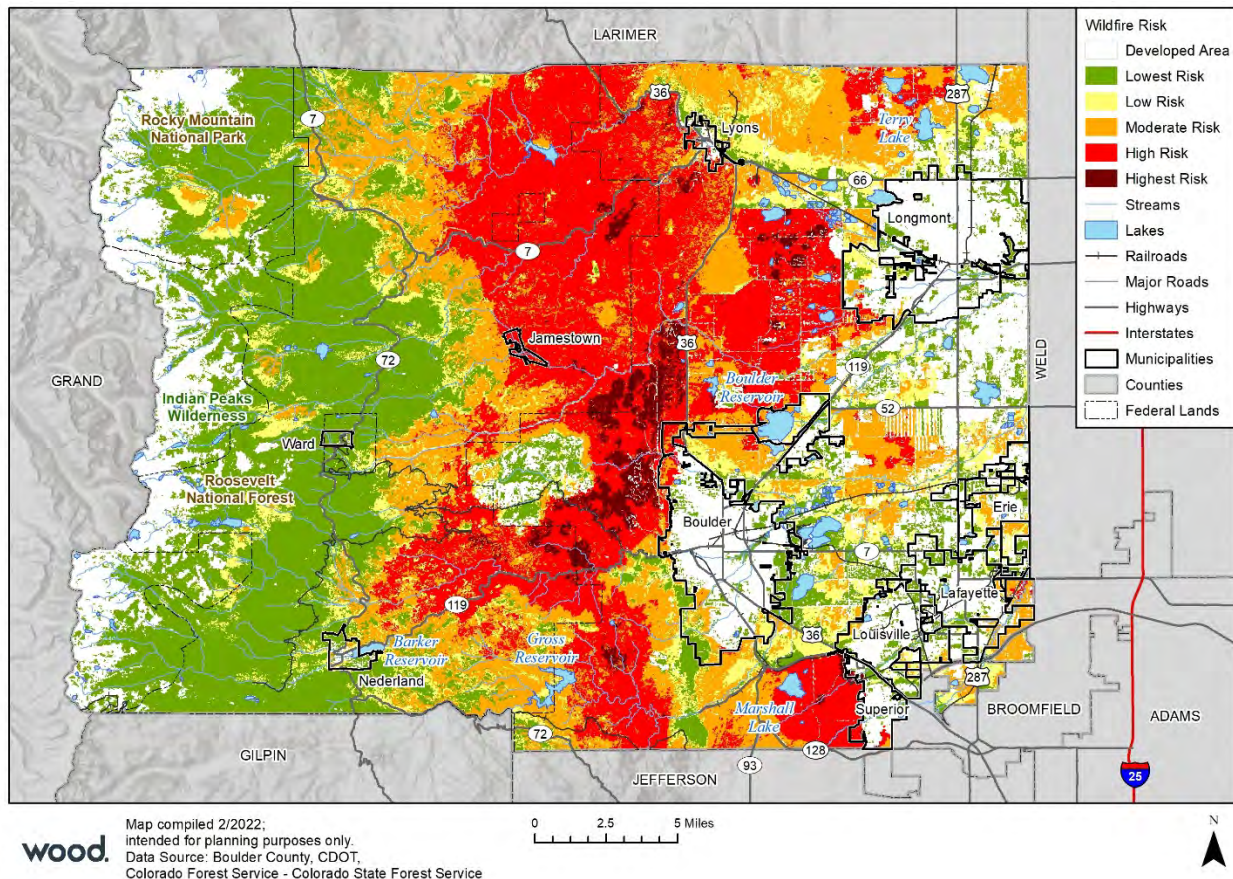 LARIMER
Rocky Mountain
National Park
7
36
Lyons
287
Terry
Lake
66
Longmont
7
Jamestown
36
72
GRAND
WELD
119
Boulder
Reservoir
52
Indian Peaks
Wilderness
Ward
Roosevelt
National Forest
Boulder
Erie
7
Lafayette
119
36
Louisville
Barker
Reservoir
Gross
Reservoir
Nederland
287
Marshall
Lake
Superior
BROOMFIELD
ADAMS
72
128
GILPIN
93
JEFFERSON
25
Wildfire Risk
Developed Area
Lowest Risk
Low Risk
Moderate Risk
High Risk
Highest Risk
Streams
Lakes
Railroads
Major Roads
Highways
Interstates
Municipalities
Counties
Federal Lands
wood.
Map compiled 2/2022;
intended for planning purposes only.
Data Source: Boulder County, CDOT,
Colorado Forest Service - Colorado State Forest Service
0 2.5 5 Miles
N